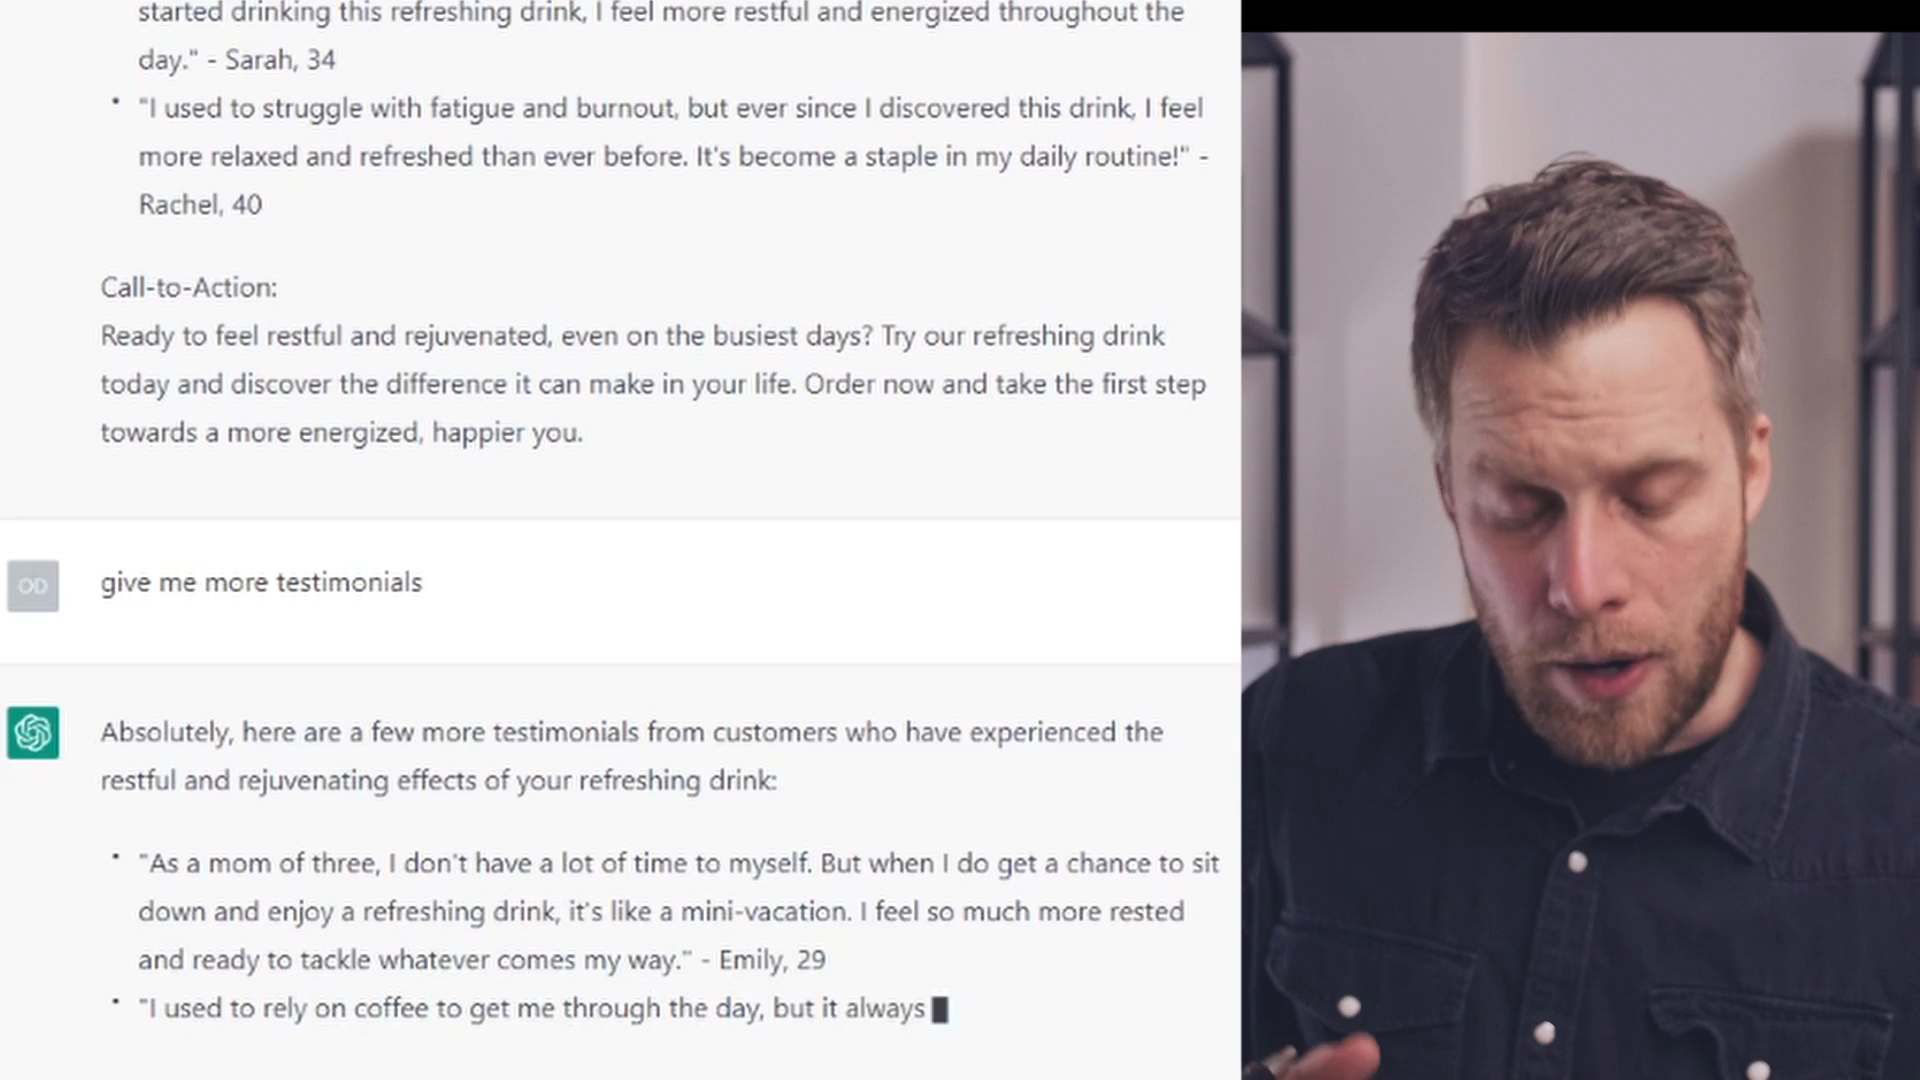 started drinking this refreshing drink, I feel more restful and energized throughout the
day." - Sarah, 34
"I used to struggle with fatigue and burnout, but ever since I discovered this drink, I feel
more relaxed and refreshed than ever before. It's become a staple in my daily routine!" -
Rachel, 40
Call-to-Action:
Ready to feel restful and rejuvenated, even on the busiest days? Try our refreshing drink
today and discover the difference it can make in your life. Order now and take the first step
towards a more energized, happier you.
OD
give me more testimonials
Absolutely, here are a few more testimonials from customers who have experienced the
restful and rejuvenating effects of your refreshing drink:
"As a mom of three, I don't have a lot of time to myself. But when I do get a chance to sit
down and enjoy a refreshing drink, it's like a mini-vacation. I feel so much more rested
and ready to tackle whatever comes my way." - Emily, 29
"I used to rely on coffee to get me through the day, but it always